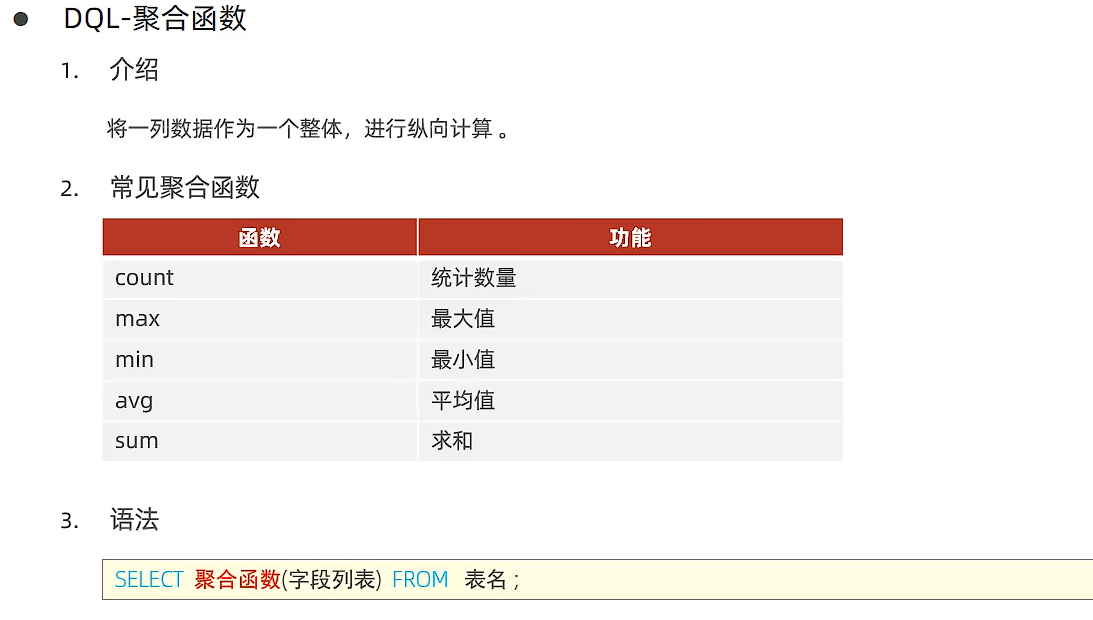 ● DQL-聚合函数
1. 介绍
将一列数据作为一个整体，进行纵向计算 。
2. 常见聚合函数
函数 功能
count 统计数量
max 最大值
min 最小值
avg 平均值
sum 求和
3. 语法
SELECT 聚合函数(字段列表) FROM 表名 ;